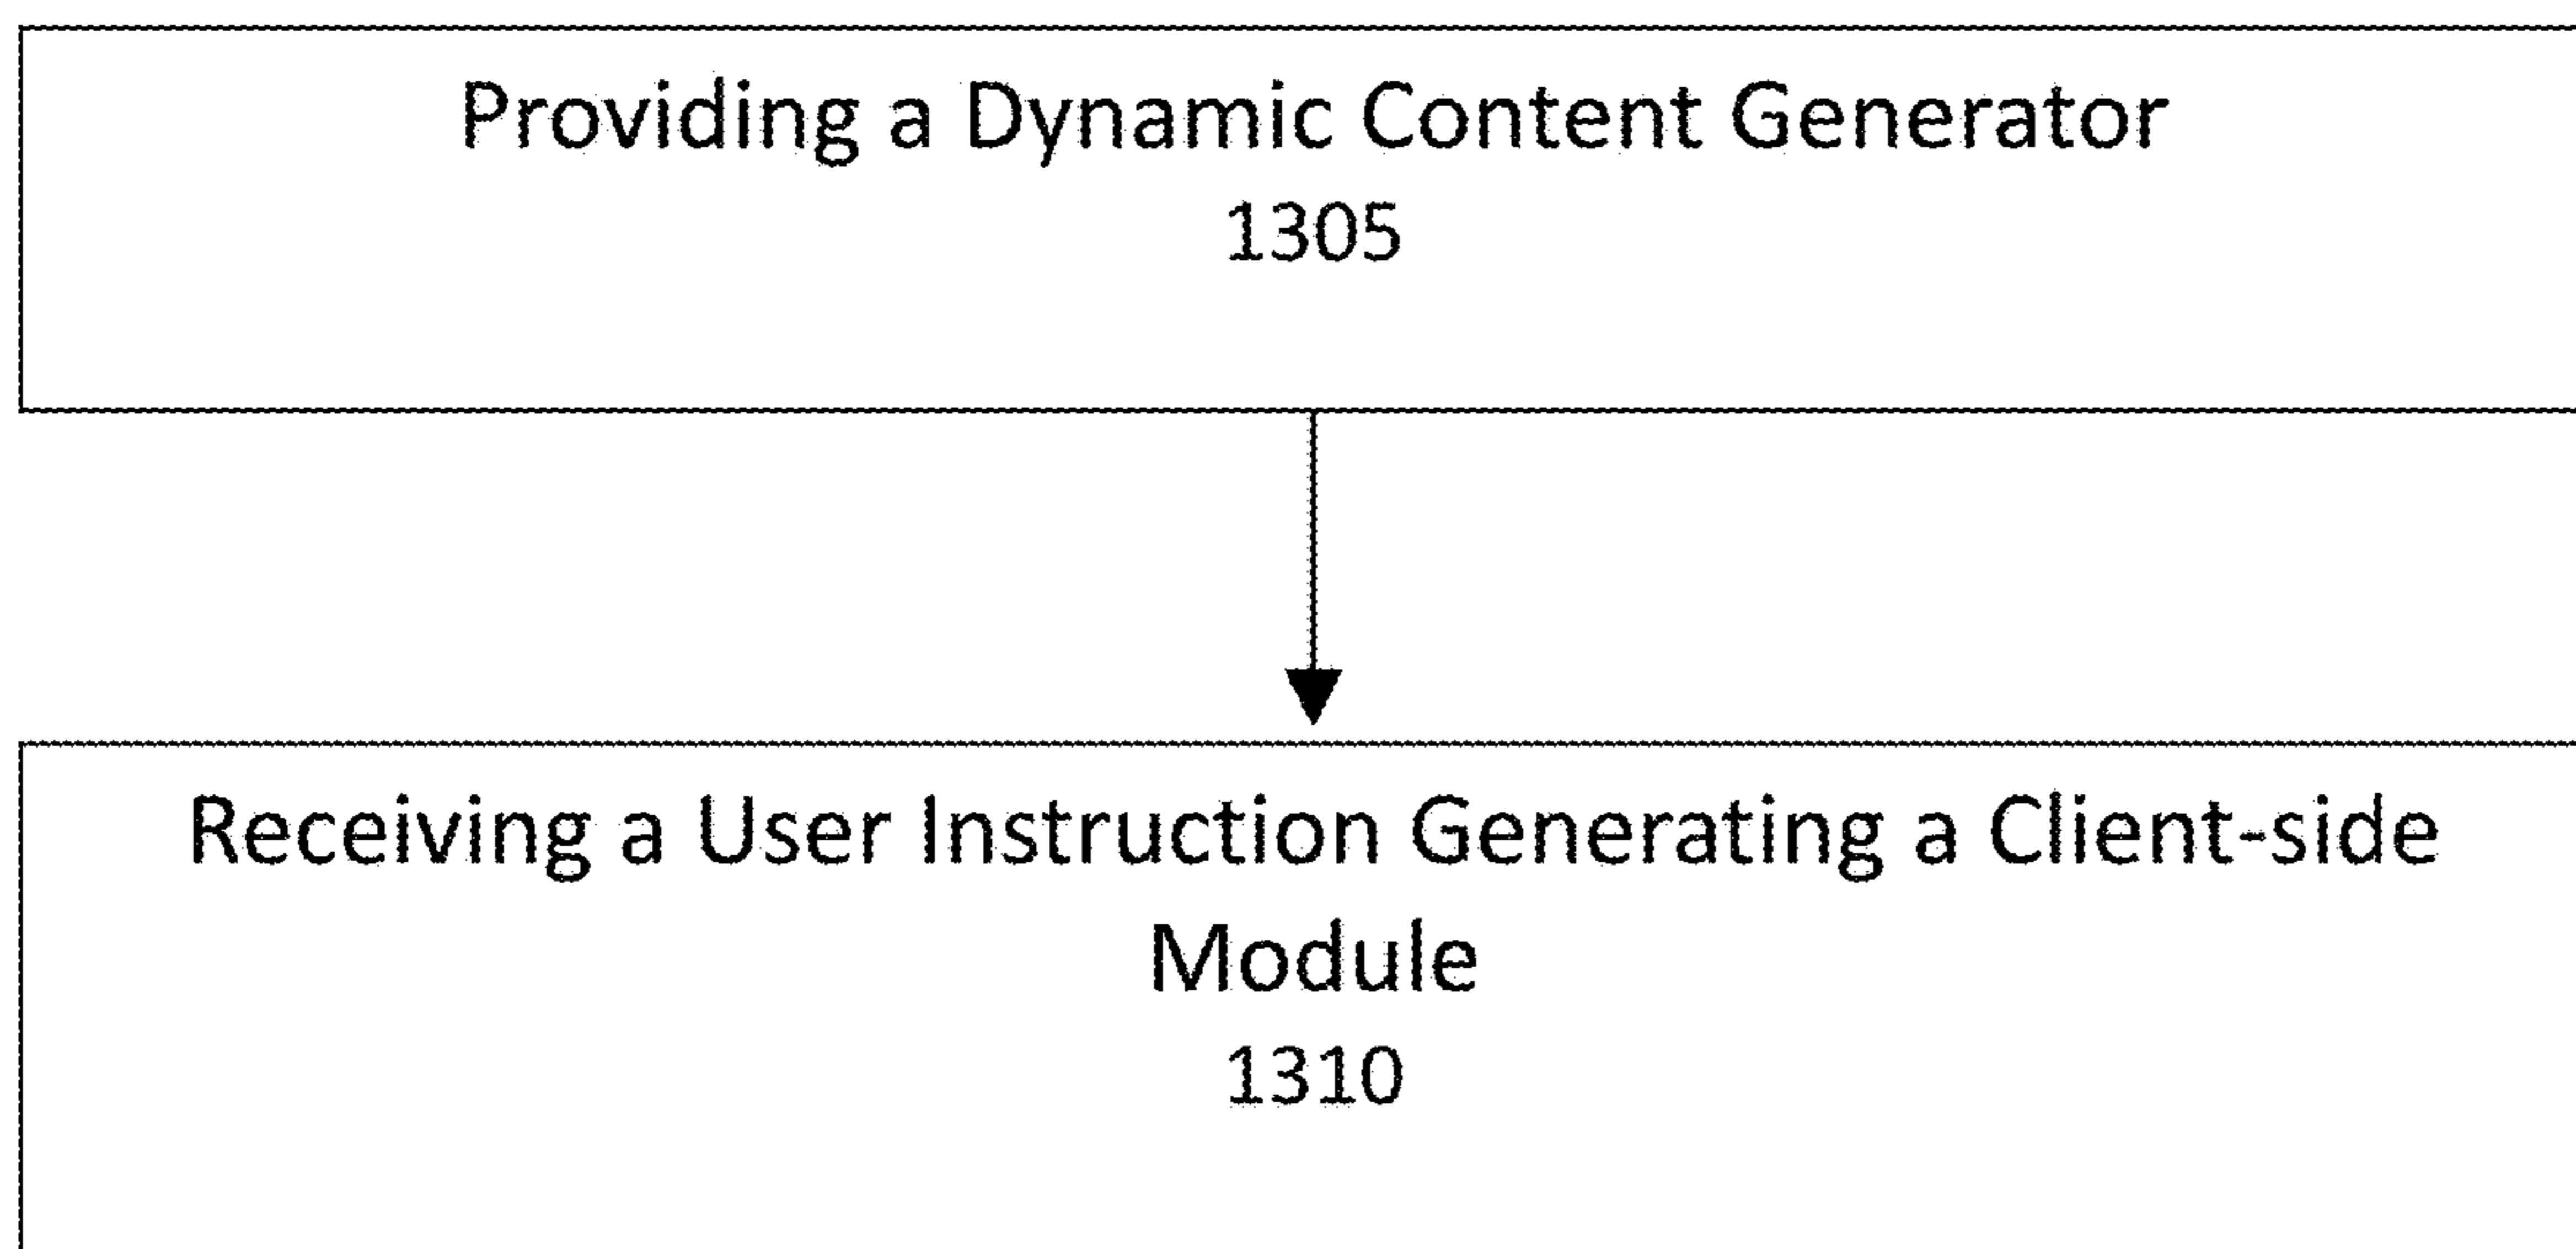 Providing a Dynamic Content Generator
1305
Receiving a User Instruction Generating a Client-side
Module
1310